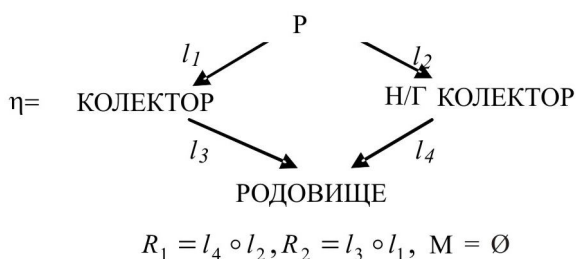 P
l₁ l₂
η= КОЛЕКТОР Н/Г КОЛЕКТОР
l₃ l₄
РОДОВИЩЕ
R₁ = l₄ ∘ l₂, R₂ = l₃ ∘ l₁, M = Ø